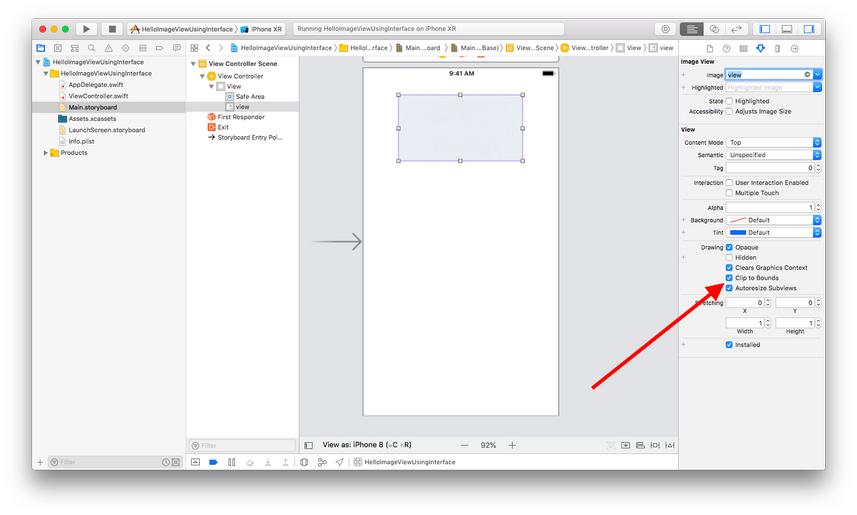 HelloImageViewUsingInterface iPhone XR
Running HelloImageViewUsingInterface on iPhone XR
HelloImageViewUsingInterface Hello...rface Main....oard Main....Base) View...Scene View...troller View view
HelloImageViewUsingInterface
HelloImageViewUsingInterface
AppDelegate.swift
ViewController.swift
Main.storyboard
Assets.xcassets
LaunchScreen.storyboard
Info.plist
Products
Filter
View Controller Scene
View Controller
View
Safe Area
view
First Responder
Exit
Storyboard Entry Poi...
Filter
9:41 AM
View as: iPhone 8 (wC hR)
92%
HelloImageViewUsingInterface
Image View
Image view
Highlighted Highlighted Image
State Highlighted
Accessibility Adjusts Image Size
View
Content Mode Top
Semantic Unspecified
Tag 0
Interaction User Interaction Enabled
Multiple Touch
Alpha 1
Background Default
Tint Default
Drawing Opaque
Hidden
Clears Graphics Context
Clip to Bounds
Autoresize Subviews
Stretching 0 0
X Y
1 1
Width Height
Installed